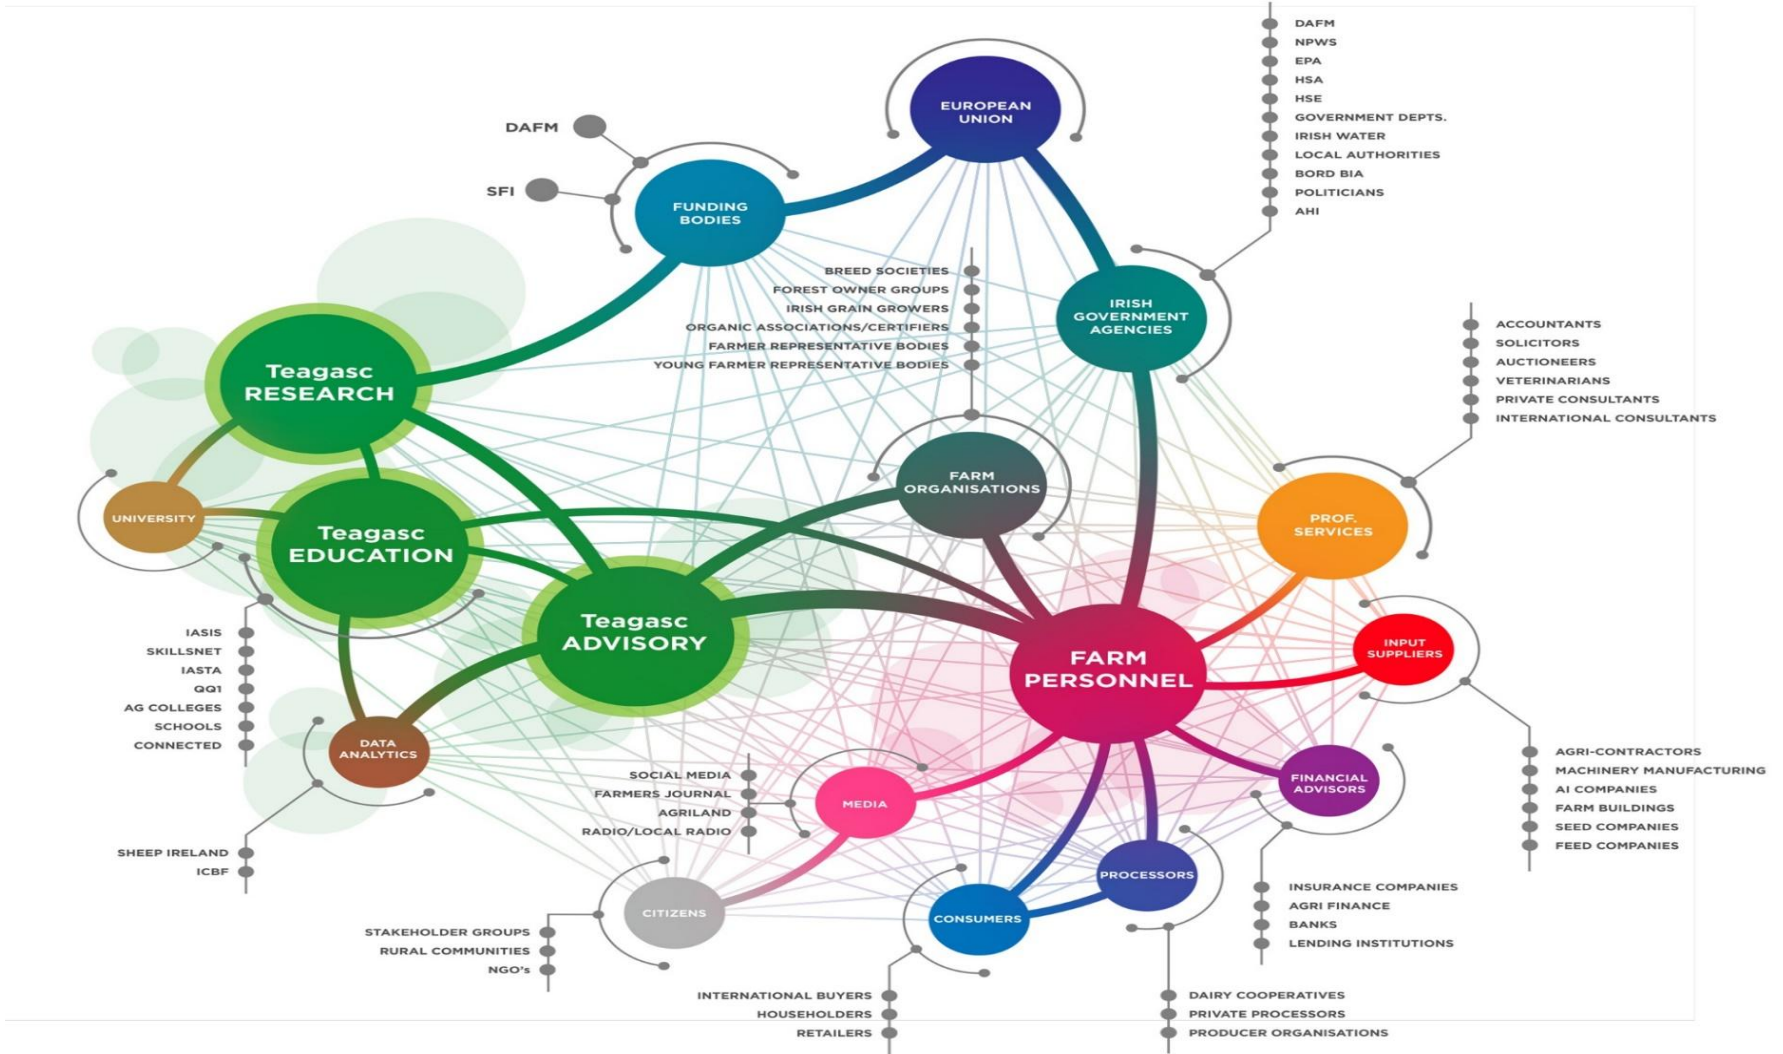 DAFM
NPWS
EPA
HSA
HSE
GOVERNMENT DEPTS.
IRISH WATER
LOCAL AUTHORITIES
BORD BIA
POLITICIANS
AHI
EUROPEAN
UNION
DAFM
SFI
FUNDING
BODIES
BREED SOCIETIES
FOREST OWNER GROUPS
IRISH GRAIN GROWERS
ORGANIC ASSOCIATIONS/CERTIFIERS
FARMER REPRESENTATIVE BODIES
YOUNG FARMER REPRESENTATIVE BODIES
IRISH
GOVERNMENT
AGENCIES
ACCOUNTANTS
SOLICITORS
AUCTIONEERS
VETERINARIANS
PRIVATE CONSULTANTS
INTERNATIONAL CONSULTANTS
Teagasc
RESEARCH
FARM
ORGANISATIONS
PROF.
SERVICES
UNIVERSITY
Teagasc
EDUCATION
Teagasc
ADVISORY
FARM
PERSONNEL
INPUT
SUPPLIERS
IASIS
SKILLSNET
IASTA
QQ1
AG COLLEGES
SCHOOLS
CONNECTED
DATA
ANALYTICS
SOCIAL MEDIA
FARMERS JOURNAL
AGRILAND
RADIO/LOCAL RADIO
MEDIA
FINANCIAL
ADVISORS
AGRI-CONTRACTORS
MACHINERY MANUFACTURING
AI COMPANIES
FARM BUILDINGS
SEED COMPANIES
FEED COMPANIES
SHEEP IRELAND
ICBF
PROCESSORS
CITIZENS
CONSUMERS
INSURANCE COMPANIES
AGRI FINANCE
BANKS
LENDING INSTITUTIONS
STAKEHOLDER GROUPS
RURAL COMMUNITIES
NGO's
INTERNATIONAL BUYERS
HOUSEHOLDERS
RETAILERS
DAIRY COOPERATIVES
PRIVATE PROCESSORS
PRODUCER ORGANISATIONS